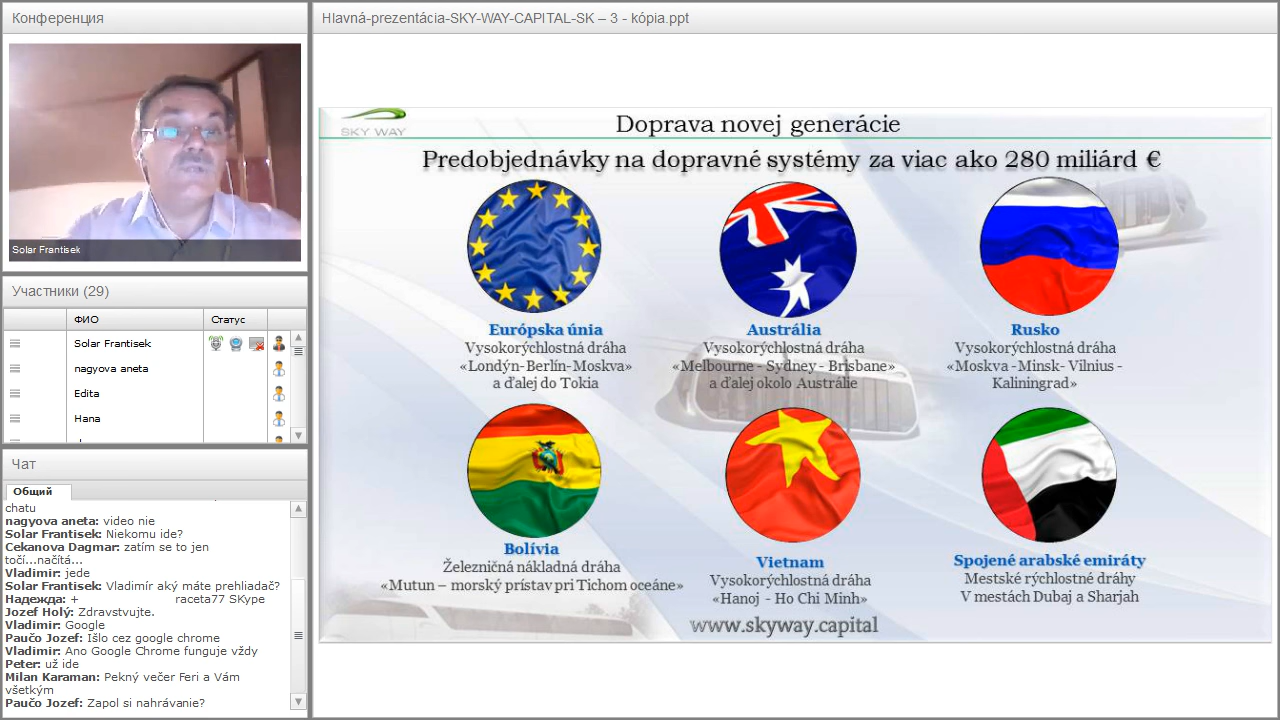 Конференция
Solar Frantisek
Участники (29)
ФИО
Статус
Solar Frantisek
nagyova aneta
Edita
Hana
Чат
Общий
chatu
nagyova aneta: video nie
Solar Frantisek: Niekomu ide?
Cekanova Dagmar: zatím se to jen
točí...načítá...
Vladimir: jede
Solar Frantisek: Vladimír aký máte prehliadač?
Надежда: + raceta77 SKype
Jozef Holý: Zdravstvujte.
Vladimir: Google
Paučo Jozef: Išlo cez google chrome
Vladimir: Ano Google Chrome funguje vždy
Peter: už ide
Milan Karaman: Pekný večer Feri a Vám
všetkým
Paučo Jozef: Zapol si nahrávanie?
Hlavná-prezentácia-SKY-WAY-CAPITAL-SK – 3 - kópia.ppt
SKY WAY
Doprava novej generácie
Predobjednávky na dopravné systémy za viac ako 280 miliárd €
Európska únia
Vysokorýchlostná dráha
«Londýn-Berlín-Moskva»
a ďalej do Tokia
Austrália
Vysokorýchlostná dráha
«Melbourne - Sydney - Brisbane»
a ďalej okolo Austrálie
Rusko
Vysokorýchlostná dráha
«Moskva -Minsk- Vilnius -
Kaliningrad»
Bolívia
Železničná nákladná dráha
«Mutun – morský prístav pri Tichom oceáne»
Vietnam
Vysokorýchlostná dráha
«Hanoj - Ho Chi Minh»
Spojené arabské emiráty
Mestské rýchlostné dráhy
V mestách Dubaj a Sharjah
www.skyway.capital